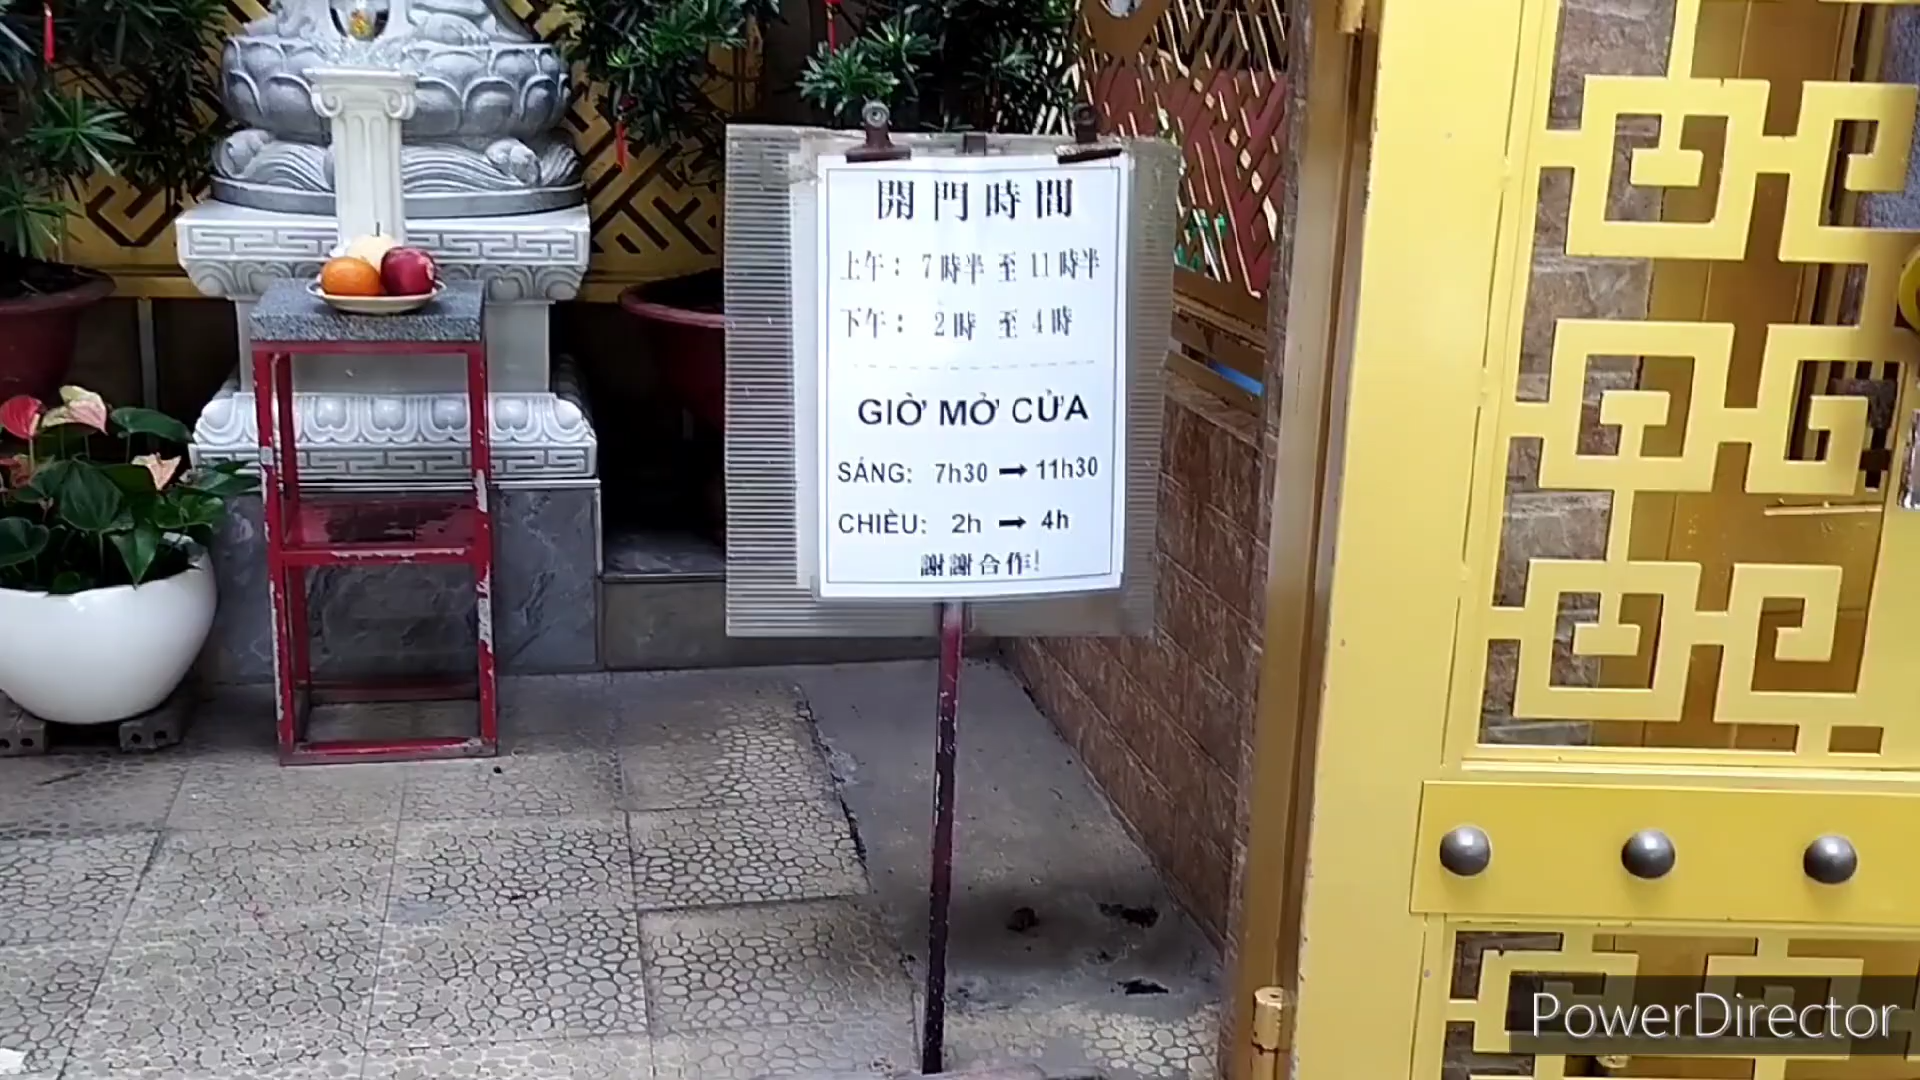 開門時間
上午：7時半 至 11時半
下午：2時 至 4時
GIỜ MỞ CỬA
SÁNG: 7h30 ➡ 11h30
CHIỀU: 2h ➡ 4h
謝謝合作!
PowerDirector